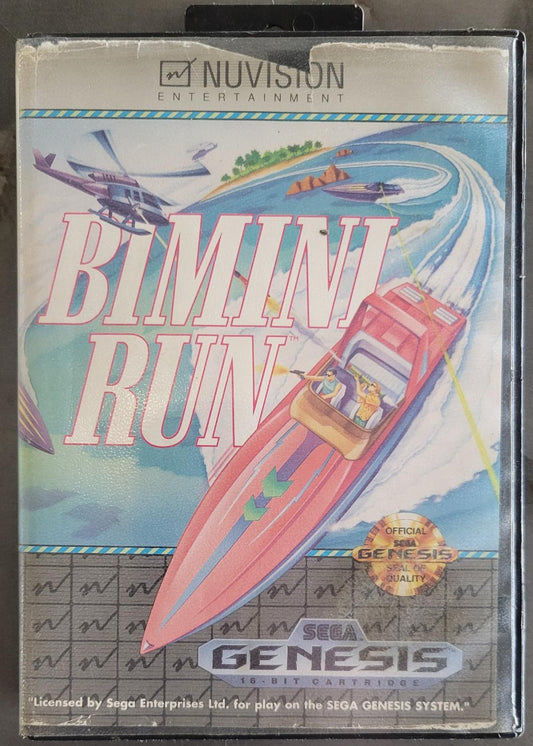 NUVISION
ENTERTAINMENT
BIMINI
RUN™
OFFICIAL
SEGA
GENESIS
SEAL OF
QUALITY
SEGA
GENESIS
16-BIT CARTRIDGE
"Licensed by Sega Enterprises Ltd. for play on the SEGA GENESIS SYSTEM."